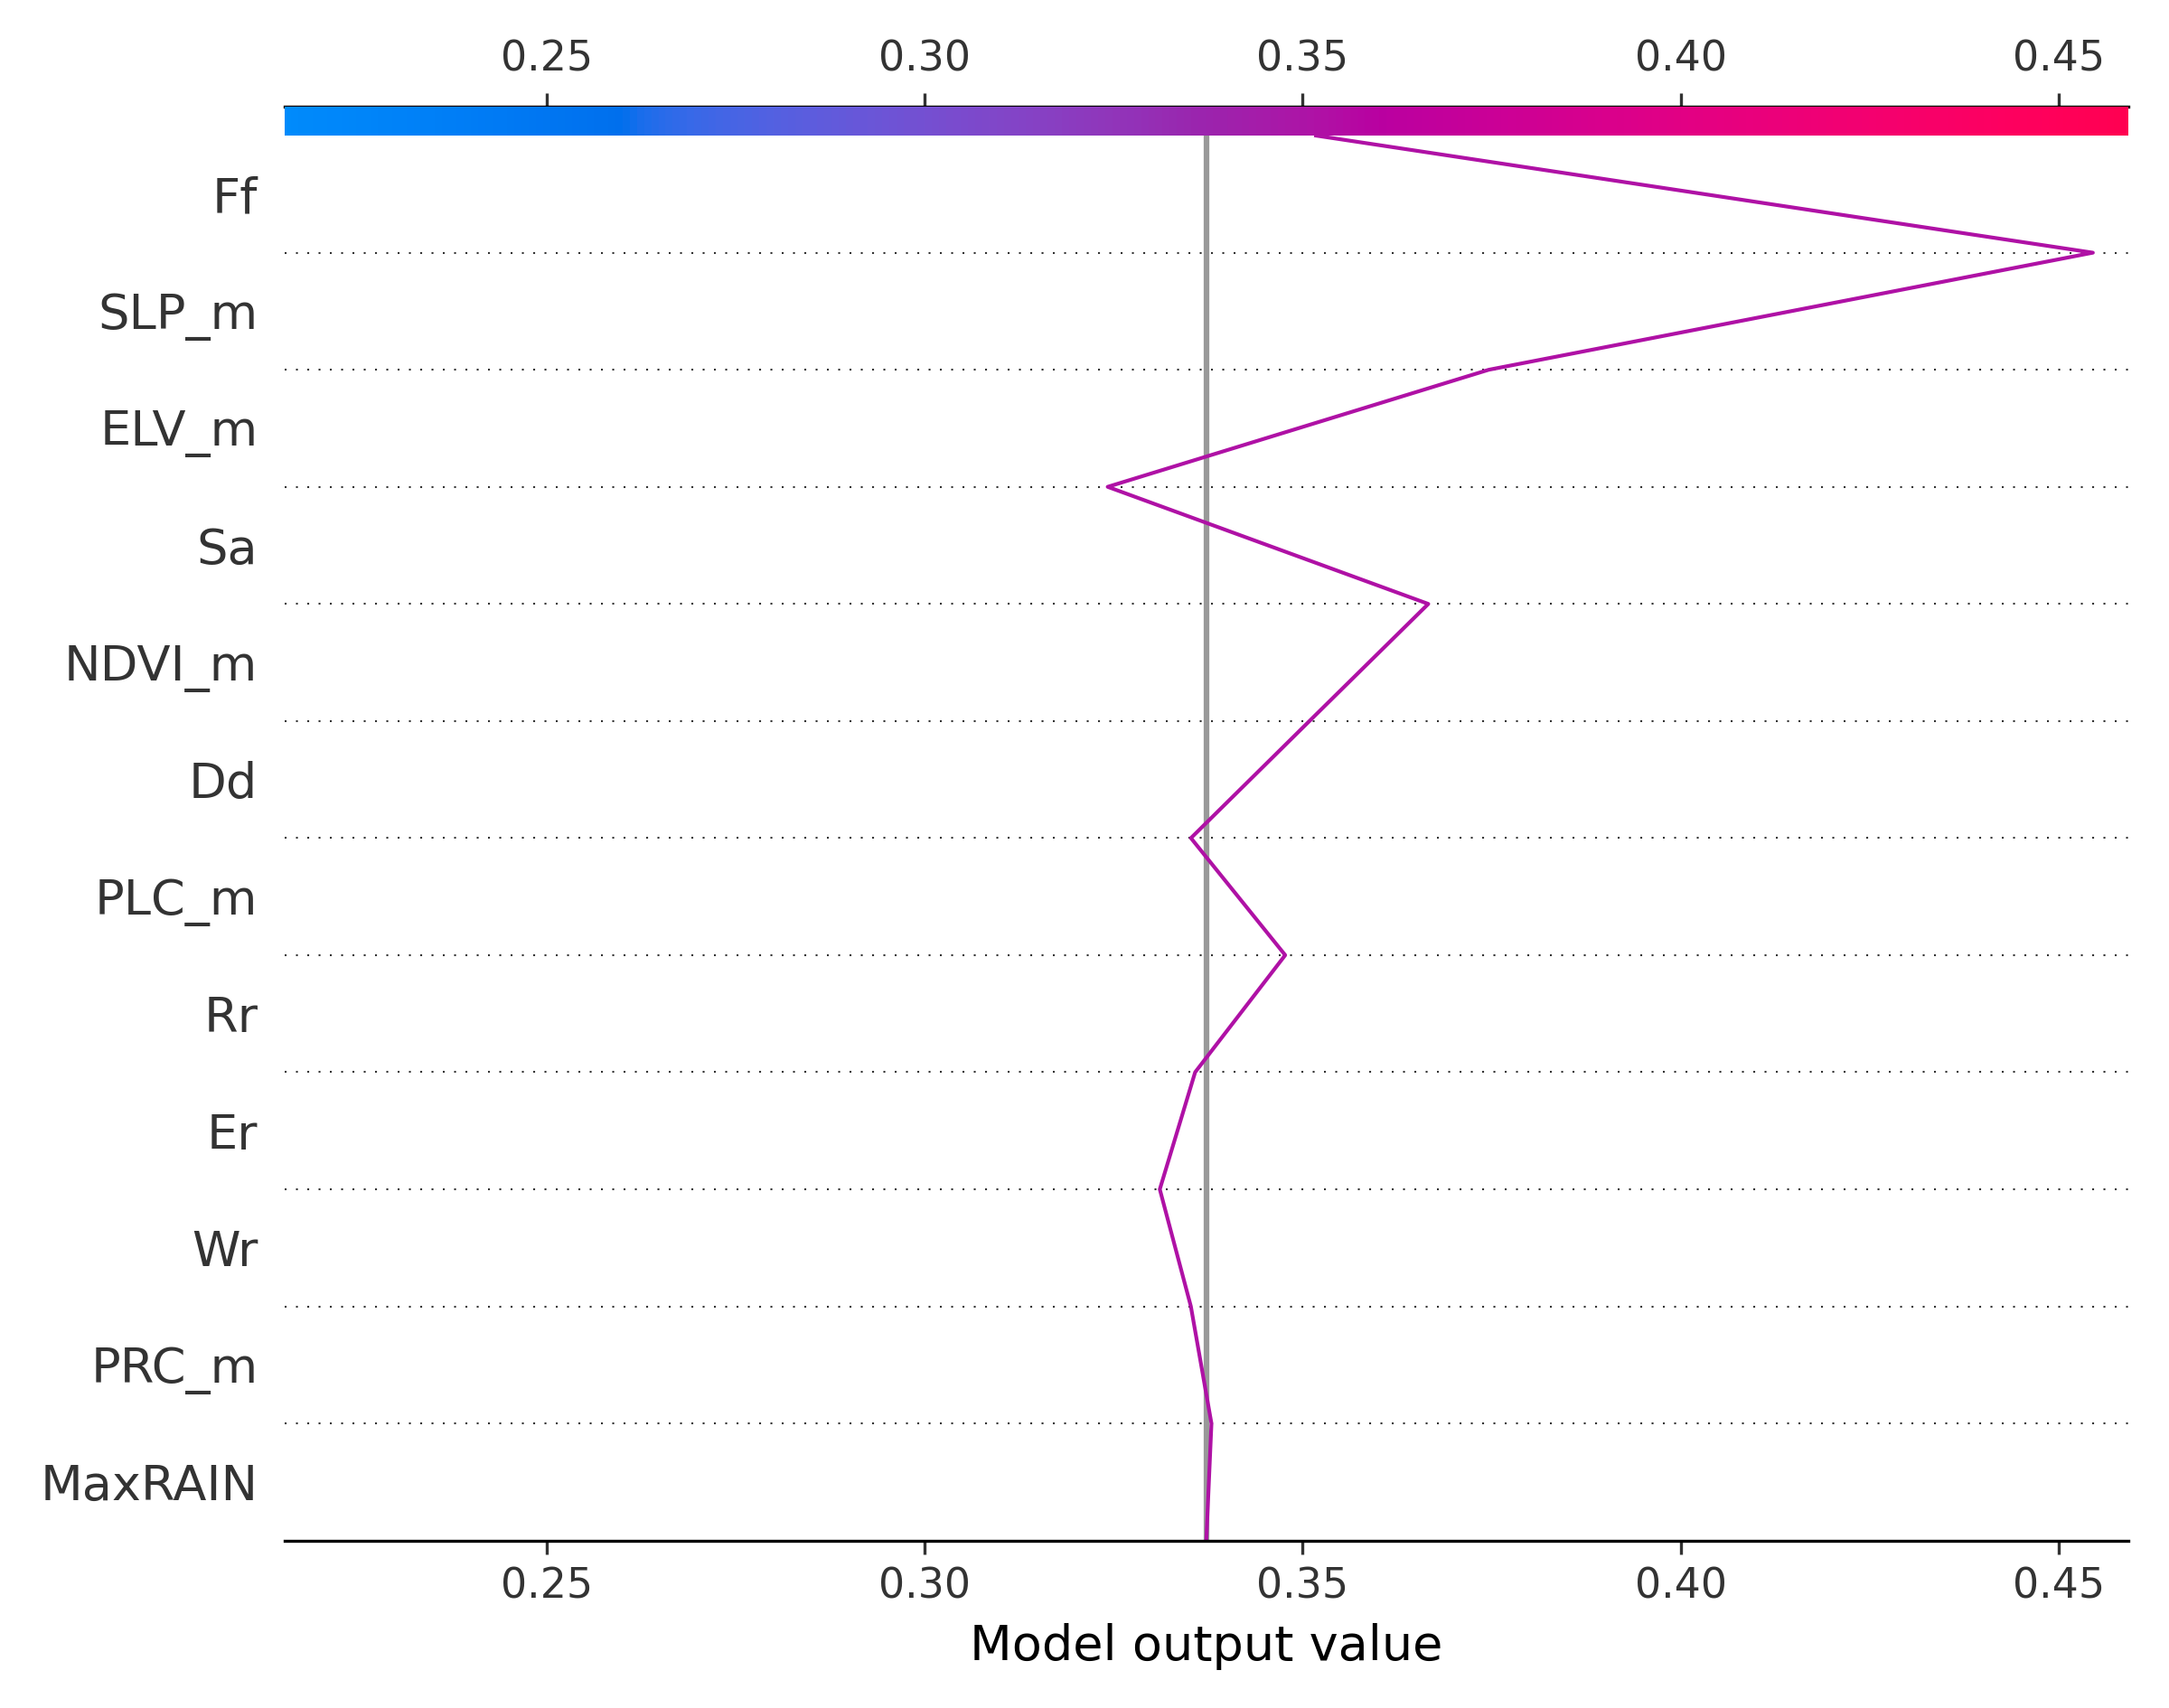 0.25 0.30 0.35 0.40 0.45
Ff
SLP_m
ELV_m
Sa
NDVI_m
Dd
PLC_m
Rr
Er
Wr
PRC_m
MaxRAIN
0.25 0.30 0.35 0.40 0.45
Model output value